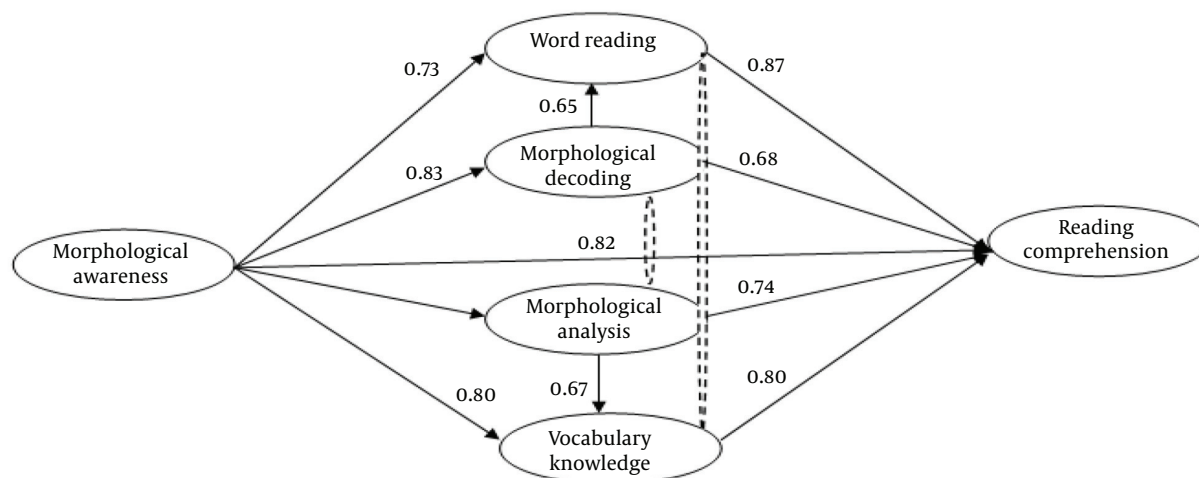 Word reading
0.73
0.87
0.65
Morphological
decoding
0.68
0.83
Morphological
awareness
0.82
Reading
comprehension
Morphological
analysis
0.74
0.80
0.67
0.80
Vocabulary
knowledge